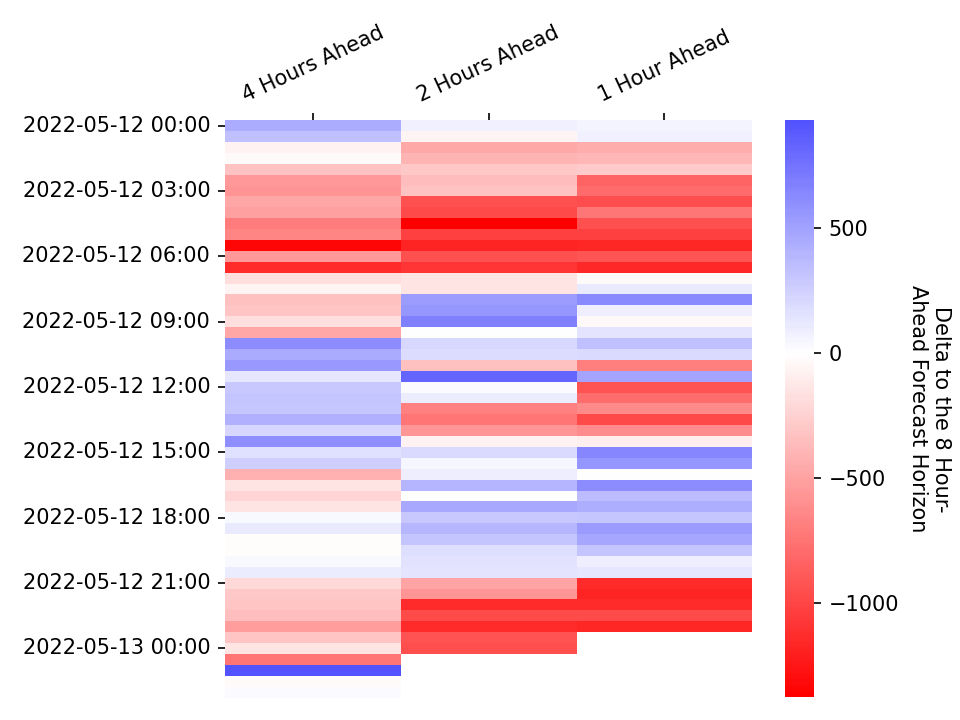 4 Hours Ahead
2 Hours Ahead
1 Hour Ahead
2022-05-12 00:00
2022-05-12 03:00
2022-05-12 06:00
2022-05-12 09:00
2022-05-12 12:00
2022-05-12 15:00
2022-05-12 18:00
2022-05-12 21:00
2022-05-13 00:00
500
0
−500
−1000
Delta to the 8 Hour-
Ahead Forecast Horizon